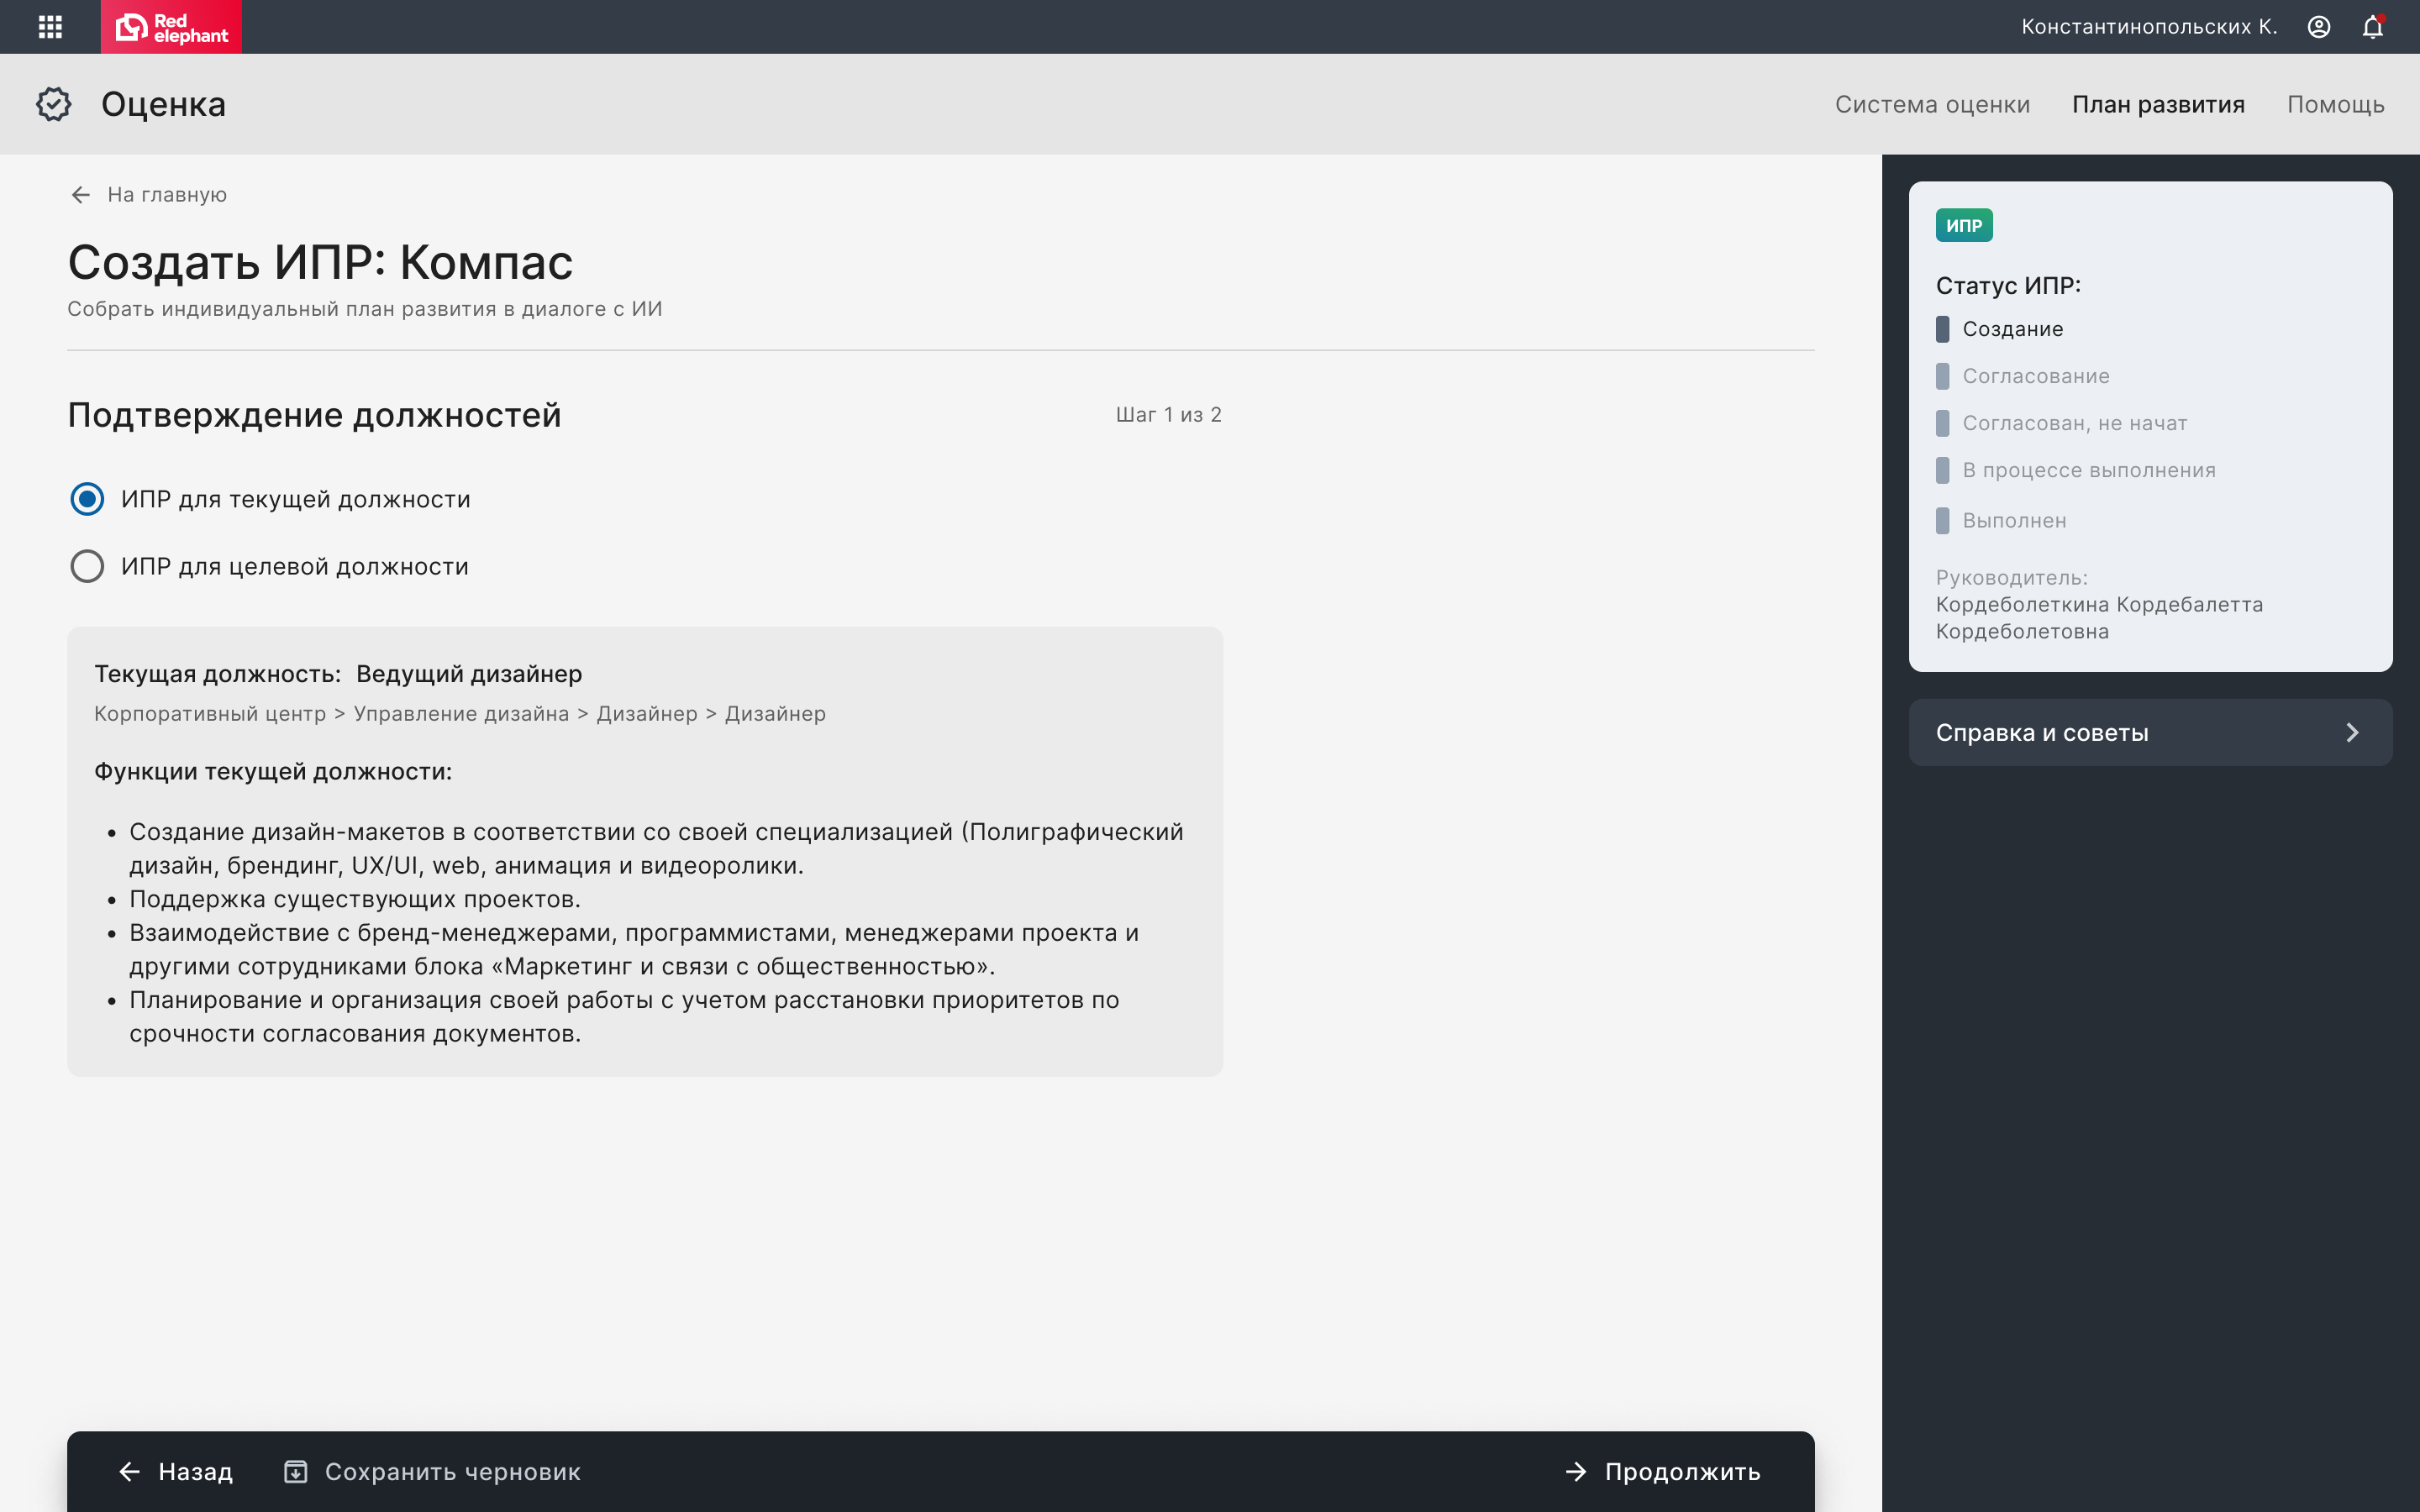 Red
elephant
Константинопольских К.
Оценка
Система оценки
План развития
Помощь
На главную
Создать ИПР: Компас
Собрать индивидуальный план развития в диалоге с ИИ
Подтверждение должностей
Шаг 1 из 2
ИПР для текущей должности
ИПР для целевой должности
Текущая должность: Ведущий дизайнер
Корпоративный центр > Управление дизайна > Дизайнер > Дизайнер
Функции текущей должности:
• Создание дизайн-макетов в соответствии со своей специализацией (Полиграфический
дизайн, брендинг, UX/UI, web, анимация и видеоролики.
• Поддержка существующих проектов.
• Взаимодействие с бренд-менеджерами, программистами, менеджерами проекта и
другими сотрудниками блока «Маркетинг и связи с общественностью».
• Планирование и организация своей работы с учетом расстановки приоритетов по
срочности согласования документов.
Назад
Сохранить черновик
Продолжить
ИПР
Статус ИПР:
Создание
Согласование
Согласован, не начат
В процессе выполнения
Выполнен
Руководитель:
Кордеболеткина Кордебалетта
Кордеболетовна
Справка и советы